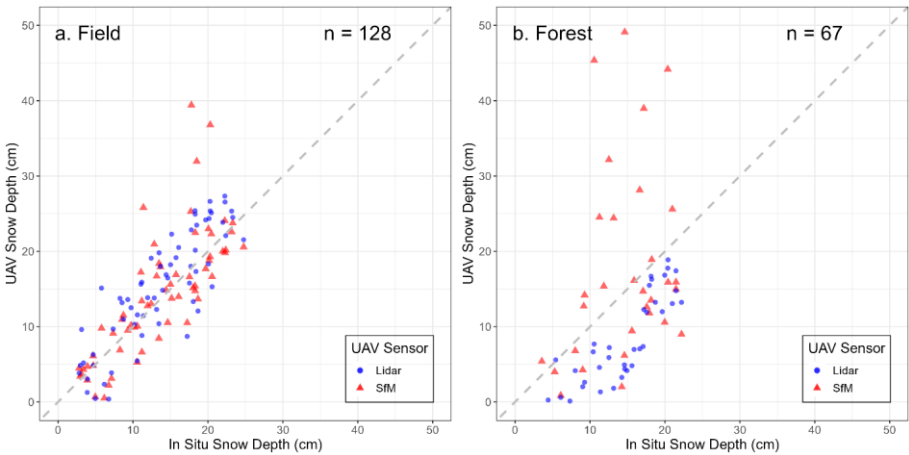 a. Field
n = 128
50
40
30
20
10
0
UAV Snow Depth (cm)
UAV Sensor
Lidar
SfM
0 10 20 30 40 50
In Situ Snow Depth (cm)
b. Forest
n = 67
50
40
30
20
10
0
UAV Snow Depth (cm)
UAV Sensor
Lidar
SfM
0 10 20 30 40 50
In Situ Snow Depth (cm)